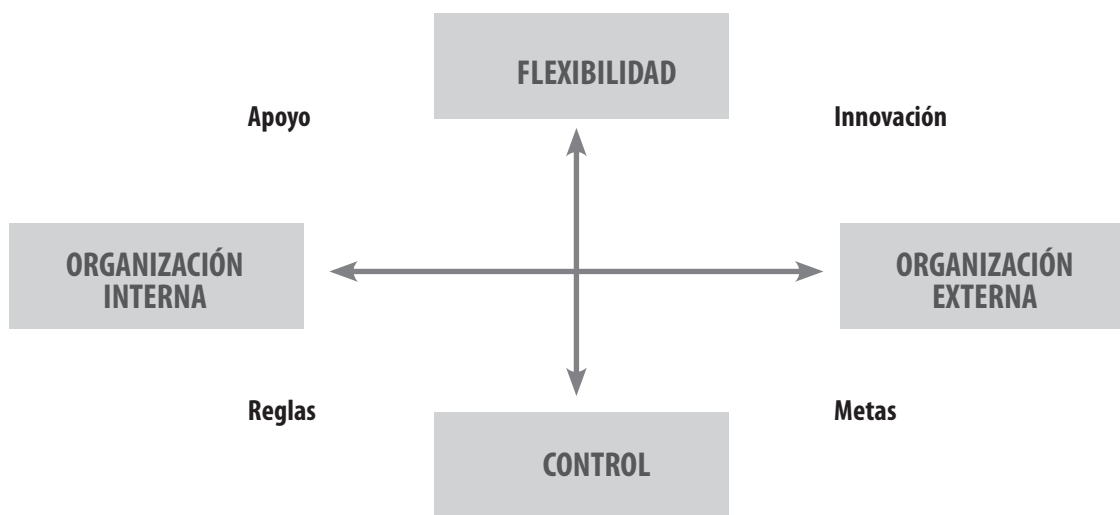 FLEXIBILIDAD
Apoyo
Innovación
ORGANIZACIÓN
INTERNA
ORGANIZACIÓN
EXTERNA
Reglas
Metas
CONTROL